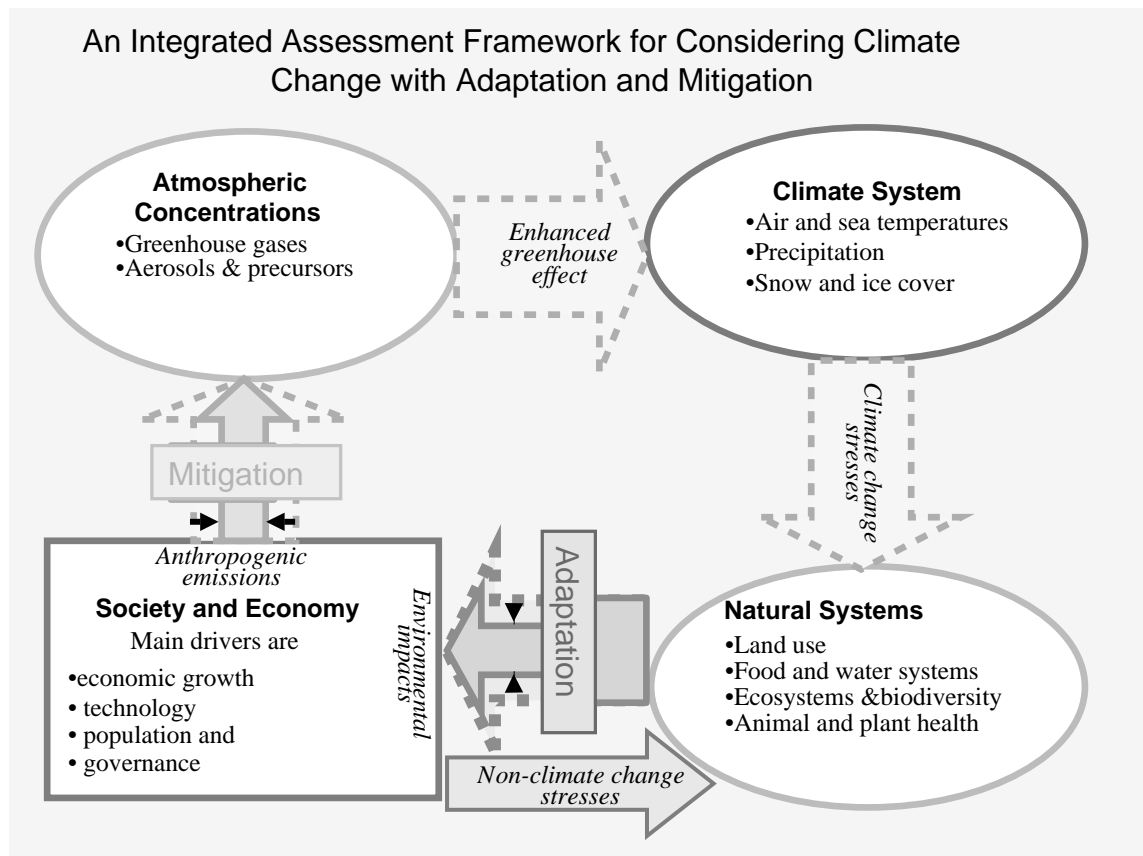 An Integrated Assessment Framework for Considering Climate
Change with Adaptation and Mitigation
Atmospheric
Concentrations
•Greenhouse gases
•Aerosols & precursors
Enhanced
greenhouse
effect
Climate System
•Air and sea temperatures
•Precipitation
•Snow and ice cover
Climate change
stresses
Mitigation
Anthropogenic
emissions
Society and Economy
Main drivers are
•economic growth
• technology
• population and
• governance
Environmental
impacts
Adaptation
Natural Systems
•Land use
•Food and water systems
•Ecosystems &biodiversity
•Animal and plant health
Non-climate change
stresses